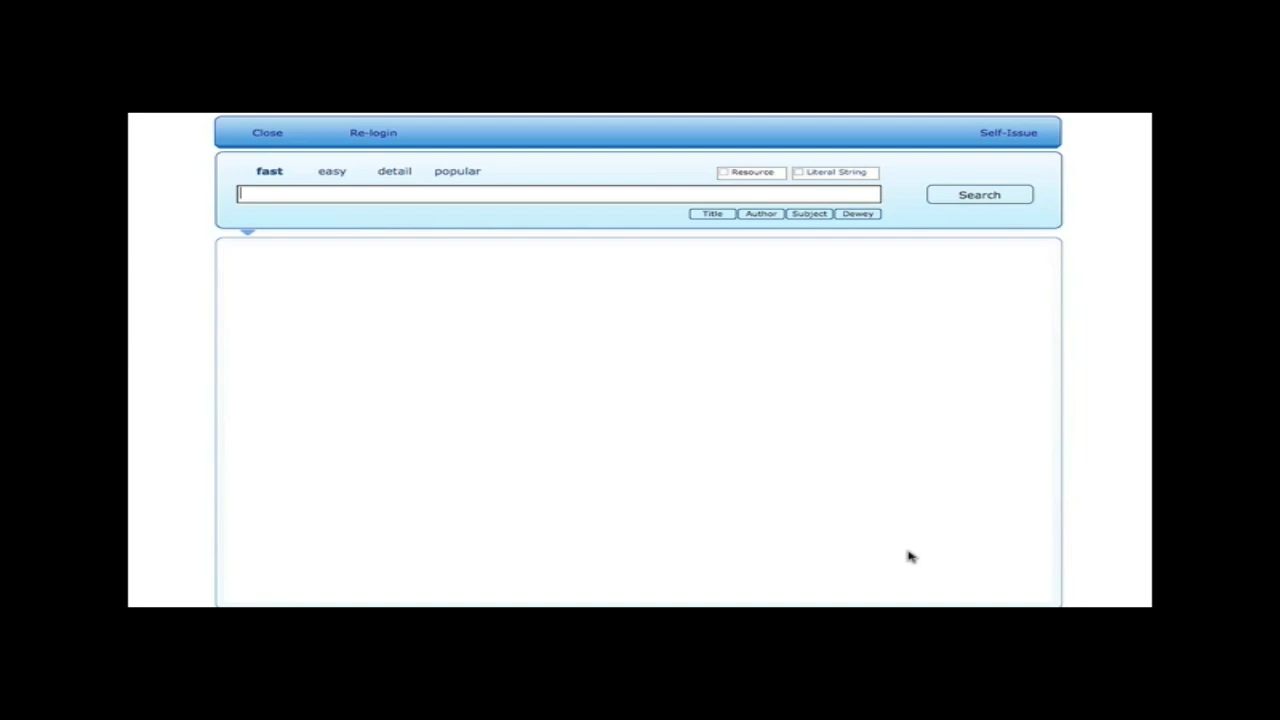 Close Re-login Self-Issue
fast easy detail popular Resource Literal String
Search
Title Author Subject Dewey